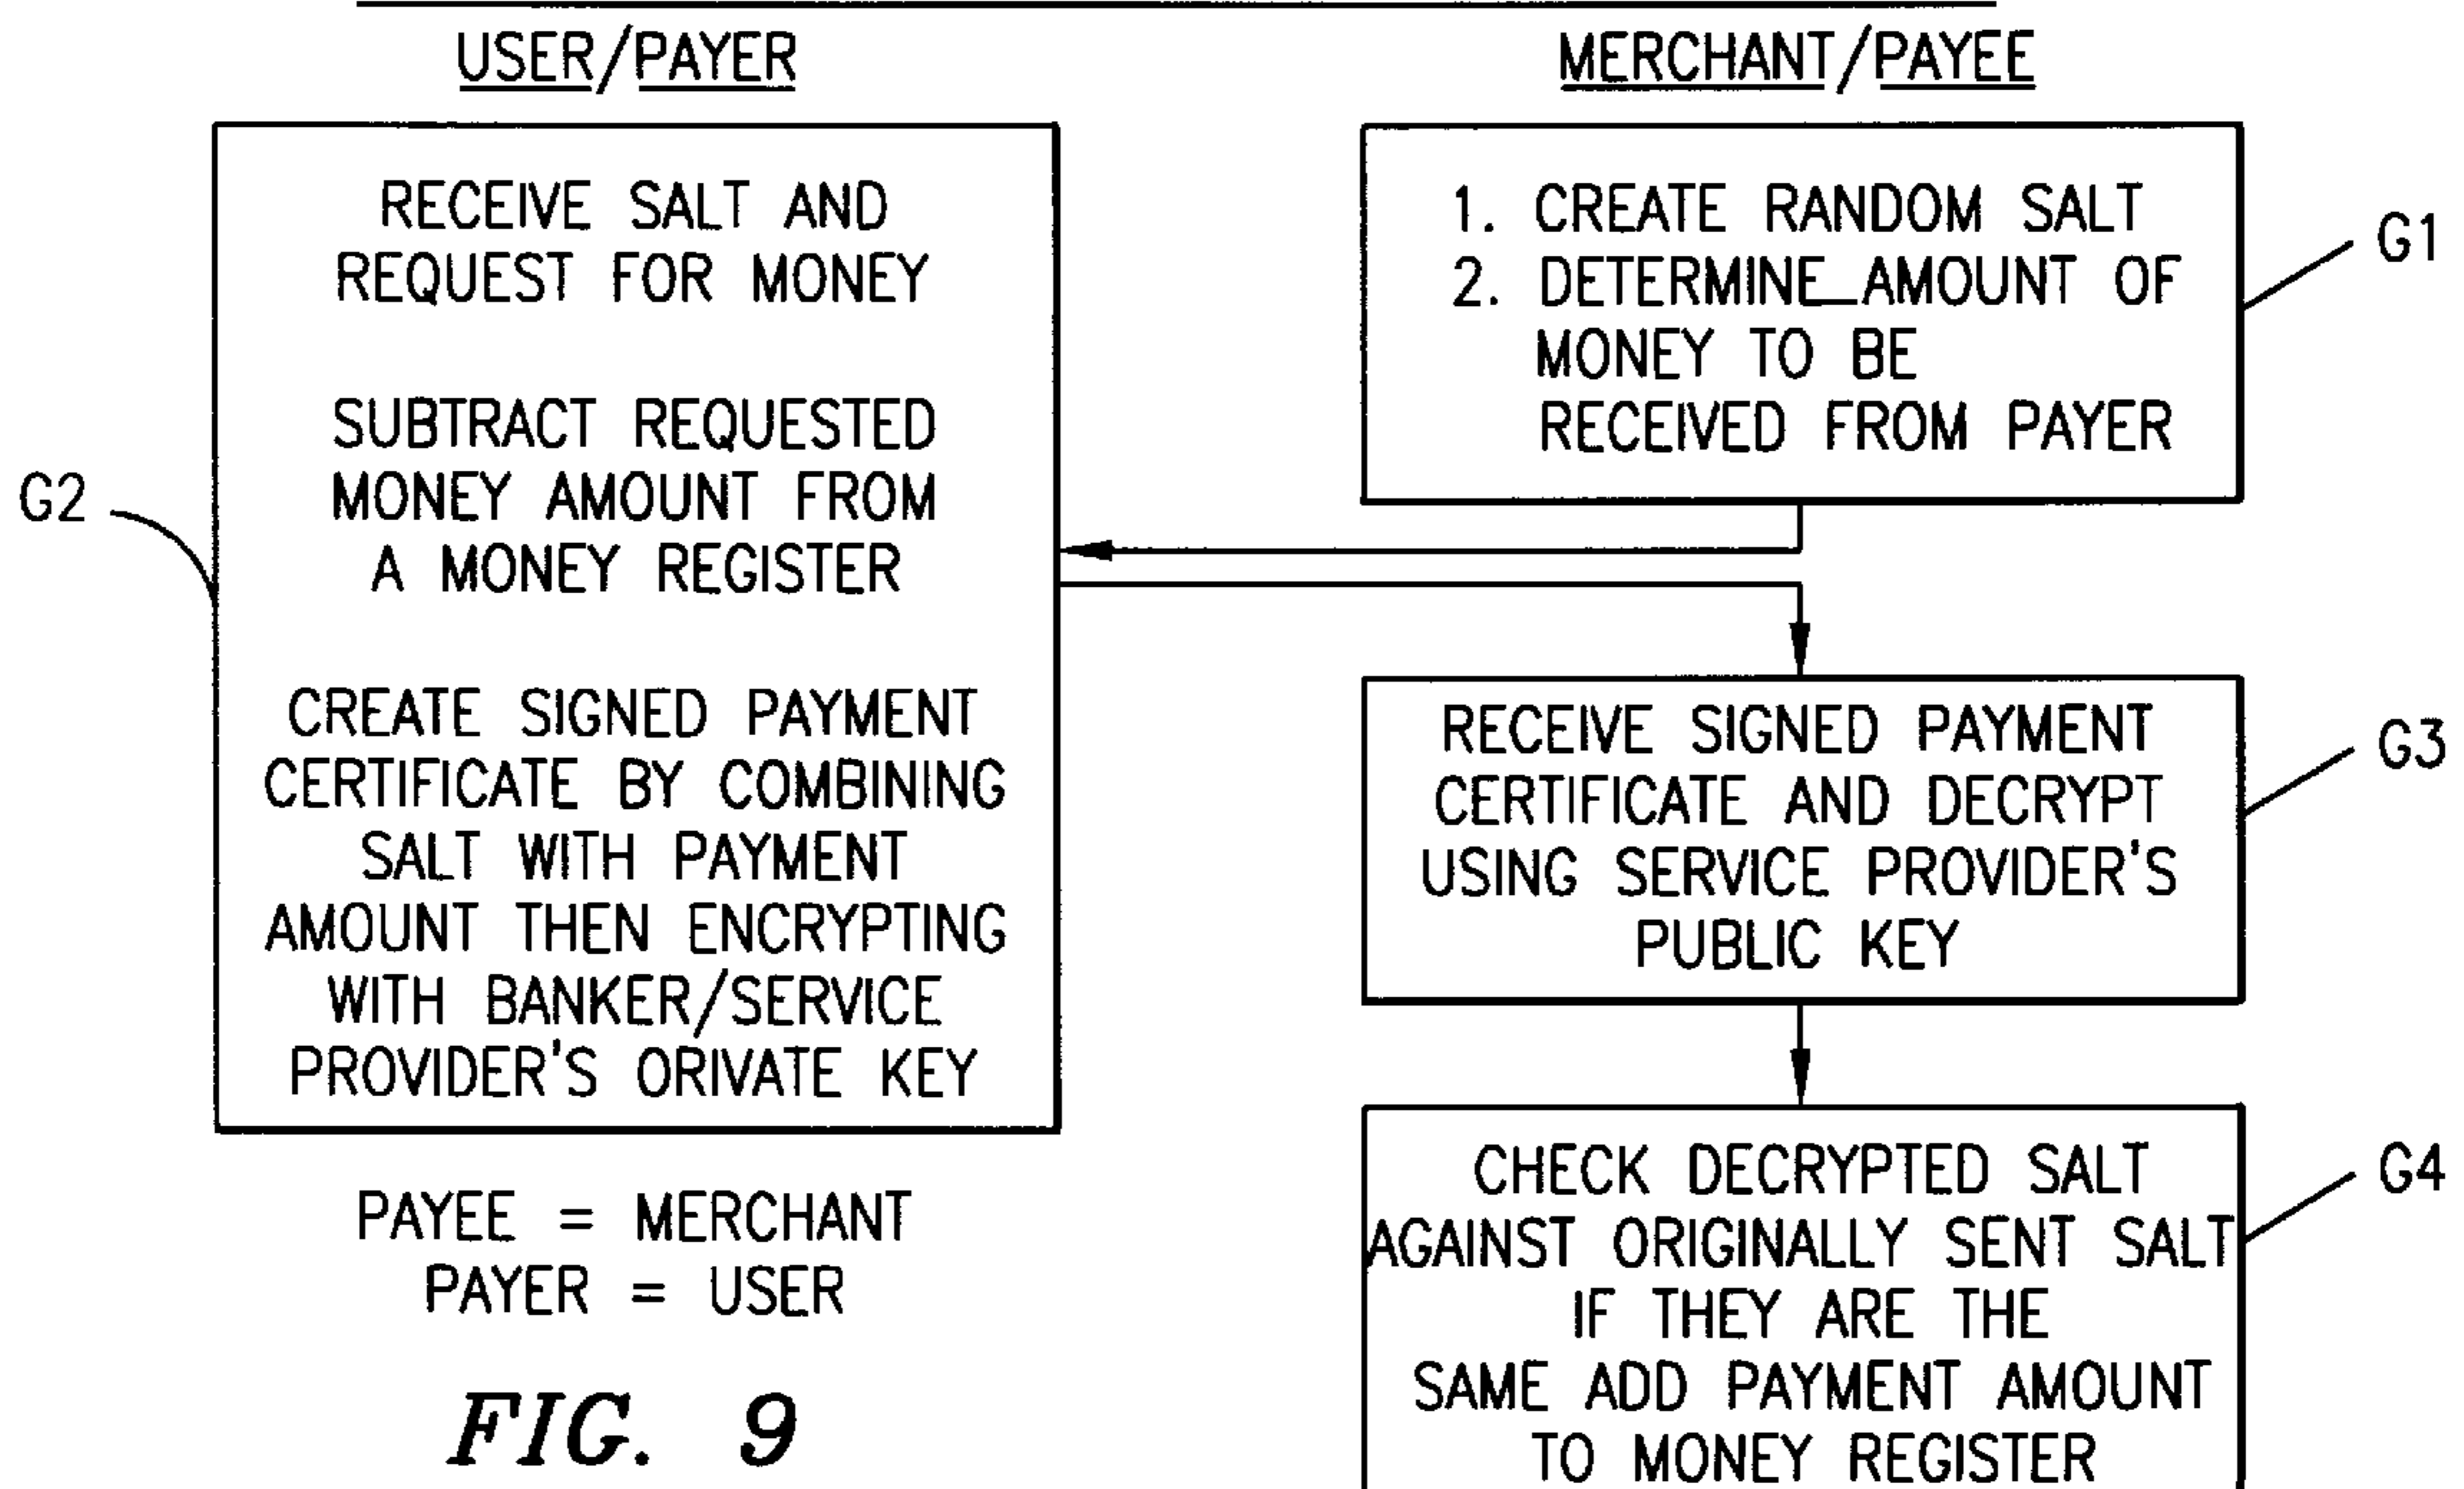 USER/PAYER
RECEIVE SALT AND
REQUEST FOR MONEY
SUBTRACT REQUESTED
MONEY AMOUNT FROM
A MONEY REGISTER
CREATE SIGNED PAYMENT
CERTIFICATE BY COMBINING
SALT WITH PAYMENT
AMOUNT THEN ENCRYPTING
WITH BANKER/SERVICE
PROVIDER'S ORIVATE KEY
G2
PAYEE = MERCHANT
PAYER = USER
FIG. 9
MERCHANT/PAYEE
1. CREATE RANDOM SALT
2. DETERMINE AMOUNT OF
MONEY TO BE
RECEIVED FROM PAYER
G1
RECEIVE SIGNED PAYMENT
CERTIFICATE AND DECRYPT
USING SERVICE PROVIDER'S
PUBLIC KEY
G3
CHECK DECRYPTED SALT
AGAINST ORIGINALLY SENT SALT
IF THEY ARE THE
SAME ADD PAYMENT AMOUNT
TO MONEY REGISTER
G4